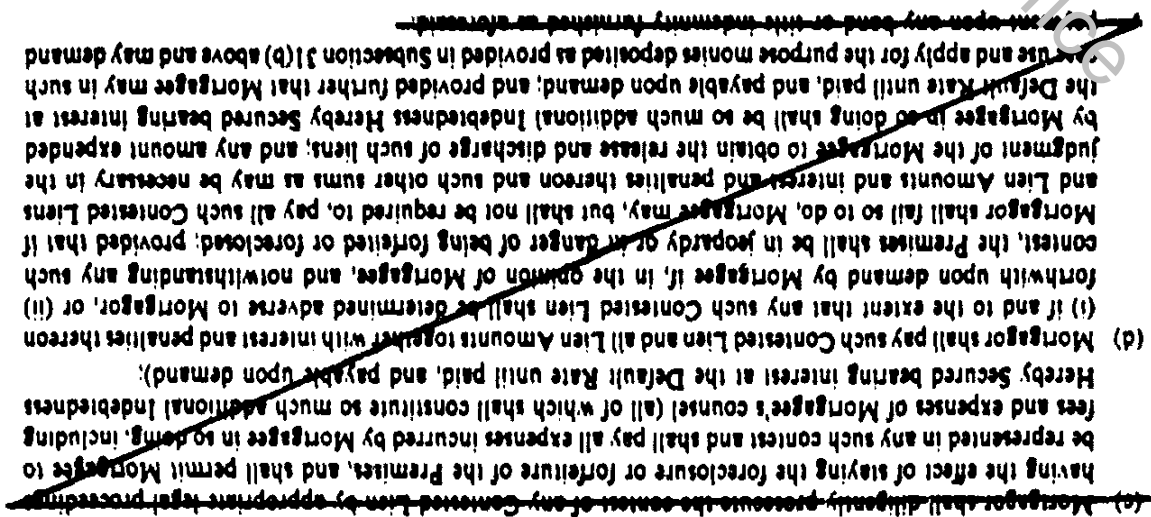 (c) Mortgagor shall diligently prosecute the contest of any Contested Lien by appropriate legal proceedings
having the effect of staying the foreclosure or forfeiture of the Premises, and shall permit Mortgagee to
be represented in any such contest and shall pay all expenses incurred by Mortgagee in so doing, including
fees and expenses of Mortgagee's counsel (all of which shall constitute so much additional Indebtedness
Hereby Secured bearing interest at the Default Rate until paid, and payable upon demand);
(d) Mortgagor shall pay such Contested Lien and all Lien Amounts together with interest and penalties thereon
(i) if and to the extent that any such Contested Lien shall be determined adverse to Mortgagor, or (ii)
forthwith upon demand by Mortgagee if, in the opinion of Mortgagee, and notwithstanding any such
contest, the Premises shall be in jeopardy or in danger of being forfeited or foreclosed; provided that if
Mortgagor shall fail so to do, Mortgagee may, but shall not be required to, pay all such Contested Liens
and Lien Amounts and interest and penalties thereon and such other sums as may be necessary in the
judgment of the Mortgagee to obtain the release and discharge of such liens; and any amount expended
by Mortgagee in so doing shall be so much additional Indebtedness Hereby Secured bearing interest at
the Default Rate until paid, and payable upon demand; and provided further that Mortgagee may in such
case use and apply for the purpose monies deposited as provided in Subsection 31(b) above and may demand
payment upon any bond or title indemnity furnished as aforesaid.
ice